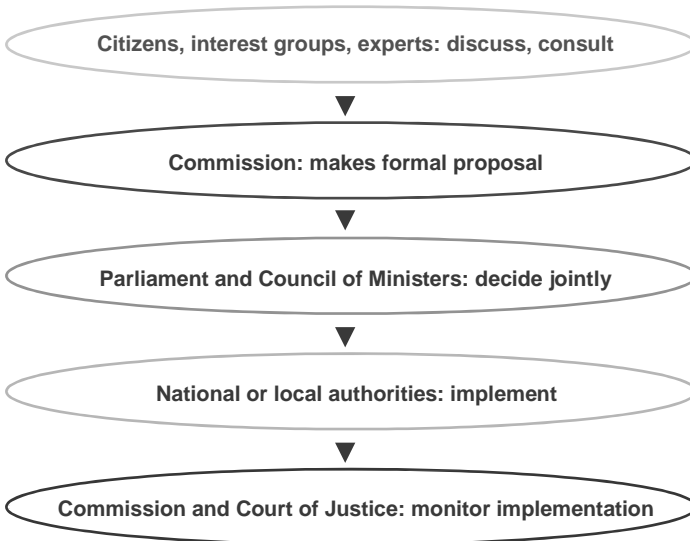 Citizens, interest groups, experts: discuss, consult
Commission: makes formal proposal
Parliament and Council of Ministers: decide jointly
National or local authorities: implement
Commission and Court of Justice: monitor implementation